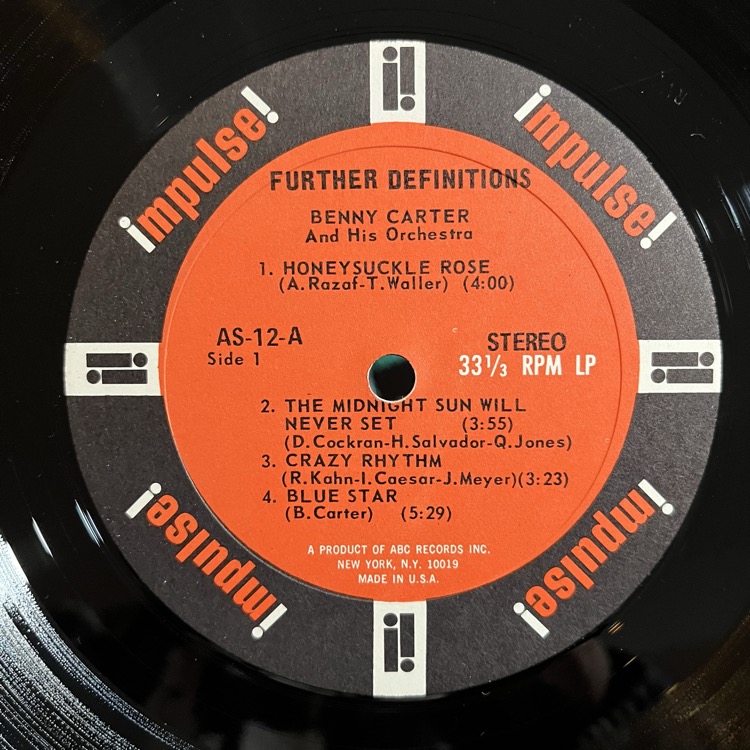 impulse!
impulse!
FURTHER DEFINITIONS
BENNY CARTER
And His Orchestra
1. HONEYSUCKLE ROSE
(A.Razaf-T.Waller) (4:00)
AS-12-A
Side 1
STEREO
33 1/3 RPM LP
2. THE MIDNIGHT SUN WILL
NEVER SET (3:55)
(D.Cockran-H.Salvador-Q.Jones)
3. CRAZY RHYTHM
(R.Kahn-I.Caesar-J.Meyer)(3:23)
4. BLUE STAR
(B.Carter) (5:29)
A PRODUCT OF ABC RECORDS INC.
NEW YORK, N.Y. 10019
MADE IN U.S.A.
impulse!
impulse!
i!
i!
i!
i!